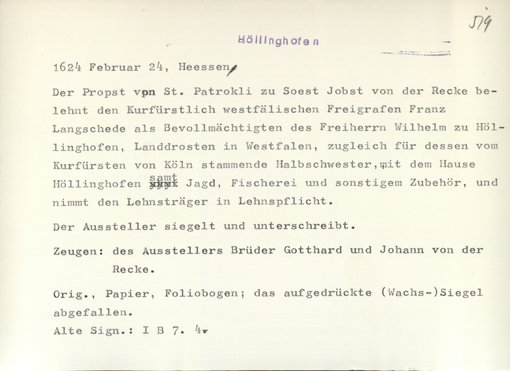 519
Höllinghofen
1624 Februar 24, Heessen,
Der Propst von St. Patrokli zu Soest Jobst von der Recke be-
lehnt den Kurfürstlich westfälischen Freigrafen Franz
Langschede als Bevollmächtigten des Freiherrn Wilhelm zu Höl-
linghofen, Landdrosten in Westfalen, zugleich für dessen vom
Kurfürsten von Köln stammende Halbschwester, mit dem Hause
Höllinghofen samt Jagd, Fischerei und sonstigem Zubehör, und
nimmt den Lehnsträger in Lehnspflicht.
Der Aussteller siegelt und unterschreibt.
Zeugen: des Ausstellers Brüder Gotthard und Johann von der
Recke.
Orig., Papier, Foliobogen; das aufgedrückte (Wachs-)Siegel
abgefallen.
Alte Sign.: I B 7. 4.